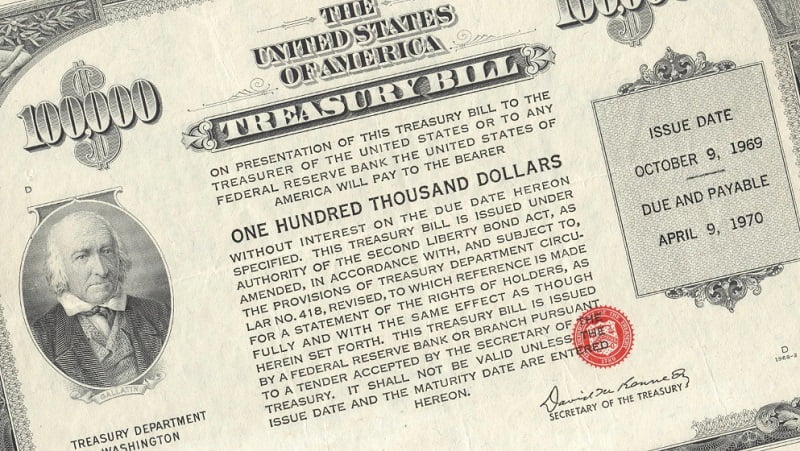 THE
UNITED STATES
OF AMERICA
TREASURY BILL
100,000
100,000
ON PRESENTATION OF THIS TREASURY BILL TO THE
TREASURER OF THE UNITED STATES OR TO ANY
FEDERAL RESERVE BANK THE UNITED STATES OF
AMERICA WILL PAY TO THE BEARER
ONE HUNDRED THOUSAND DOLLARS
WITHOUT INTEREST ON THE DUE DATE HEREON
SPECIFIED. THIS TREASURY BILL IS ISSUED UNDER
AUTHORITY OF THE SECOND LIBERTY BOND ACT, AS
AMENDED, IN ACCORDANCE WITH, AND SUBJECT TO,
THE PROVISIONS OF TREASURY DEPARTMENT CIRCU-
LAR NO. 418, REVISED, TO WHICH REFERENCE IS MADE
FOR A STATEMENT OF THE RIGHTS OF HOLDERS, AS
FULLY AND WITH THE SAME EFFECT AS THOUGH
HEREIN SET FORTH. THIS TREASURY BILL IS ISSUED
BY A FEDERAL RESERVE BANK OR BRANCH PURSUANT
TO A TENDER ACCEPTED BY THE SECRETARY OF THE
TREASURY. IT SHALL NOT BE VALID UNLESS THE
ISSUE DATE AND THE MATURITY DATE ARE ENTERED
HEREON.
ISSUE DATE
OCTOBER 9, 1969
DUE AND PAYABLE
APRIL 9, 1970
D
GALLATIN
TREASURY DEPARTMENT
WASHINGTON
David M Kennedy
SECRETARY OF THE TREASURY
D